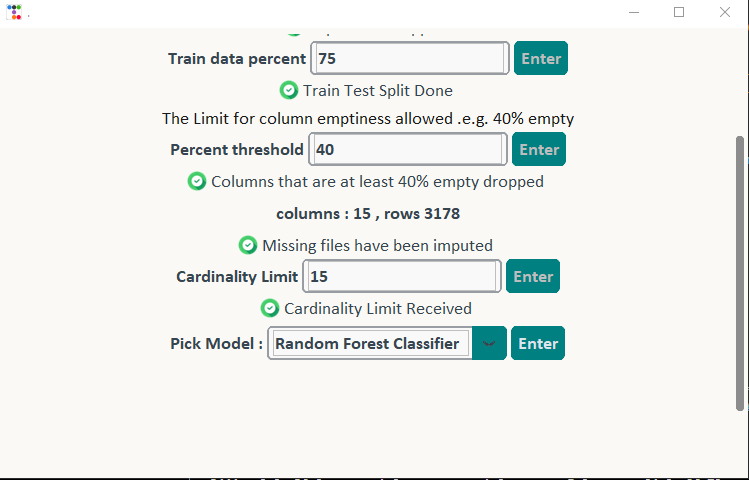 Train data percent 75 Enter
Train Test Split Done
The Limit for column emptiness allowed .e.g. 40% empty
Percent threshold 40 Enter
Columns that are at least 40% empty dropped
columns : 15 , rows 3178
Missing files have been imputed
Cardinality Limit 15 Enter
Cardinality Limit Received
Pick Model : Random Forest Classifier Enter